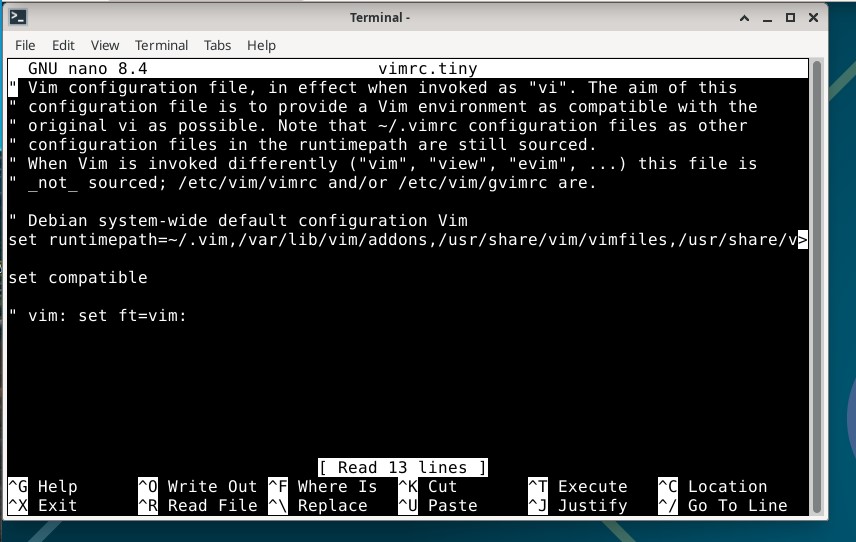 Terminal -
File Edit View Terminal Tabs Help
GNU nano 8.4 vimrc.tiny
" Vim configuration file, in effect when invoked as "vi". The aim of this
" configuration file is to provide a Vim environment as compatible with the
" original vi as possible. Note that ~/.vimrc configuration files as other
" configuration files in the runtimepath are still sourced.
" When Vim is invoked differently ("vim", "view", "evim", ...) this file is
" _not_ sourced; /etc/vim/vimrc and/or /etc/vim/gvimrc are.
" Debian system-wide default configuration Vim
set runtimepath=~/.vim,/var/lib/vim/addons,/usr/share/vim/vimfiles,/usr/share/v>
set compatible
" vim: set ft=vim:
[ Read 13 lines ]
^G Help ^O Write Out ^F Where Is ^K Cut ^T Execute ^C Location
^X Exit ^R Read File ^\ Replace ^U Paste ^J Justify ^/ Go To Line